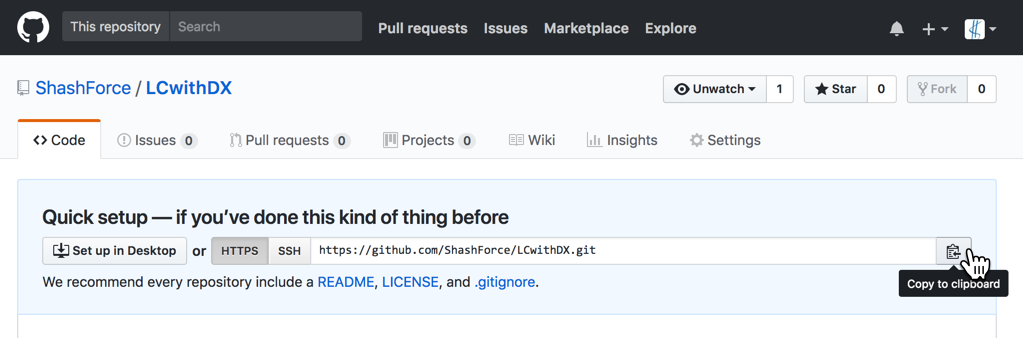 This repository Search Pull requests Issues Marketplace Explore
ShashForce / LCwithDX Unwatch 1 Star 0 Fork 0
Code Issues 0 Pull requests 0 Projects 0 Wiki Insights Settings
Quick setup — if you’ve done this kind of thing before
Set up in Desktop or HTTPS SSH https://github.com/ShashForce/LCwithDX.git
We recommend every repository include a README, LICENSE, and .gitignore.
Copy to clipboard